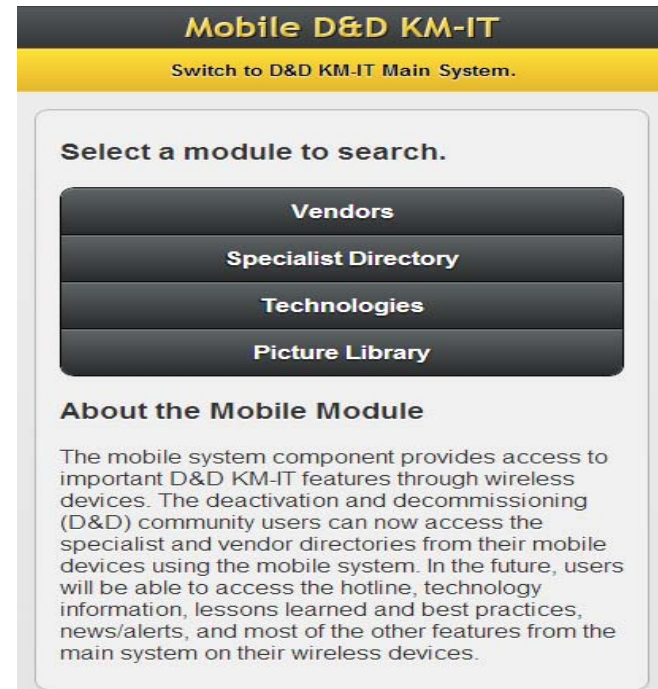 Mobile D&D KM-IT
Switch to D&D KM-IT Main System.
Select a module to search.
Vendors
Specialist Directory
Technologies
Picture Library
About the Mobile Module
The mobile system component provides access to
important D&D KM-IT features through wireless
devices. The deactivation and decommissioning
(D&D) community users can now access the
specialist and vendor directories from their mobile
devices using the mobile system. In the future, users
will be able to access the hotline, technology
information, lessons learned and best practices,
news/alerts, and most of the other features from the
main system on their wireless devices.